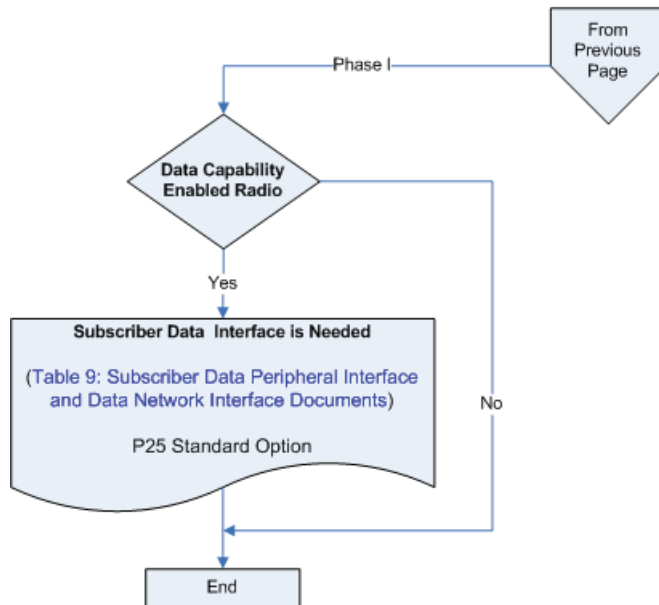 From
Previous
Page
Phase I
Data Capability
Enabled Radio
Yes
Subscriber Data Interface is Needed
(Table 9: Subscriber Data Peripheral Interface
and Data Network Interface Documents)
P25 Standard Option
No
End